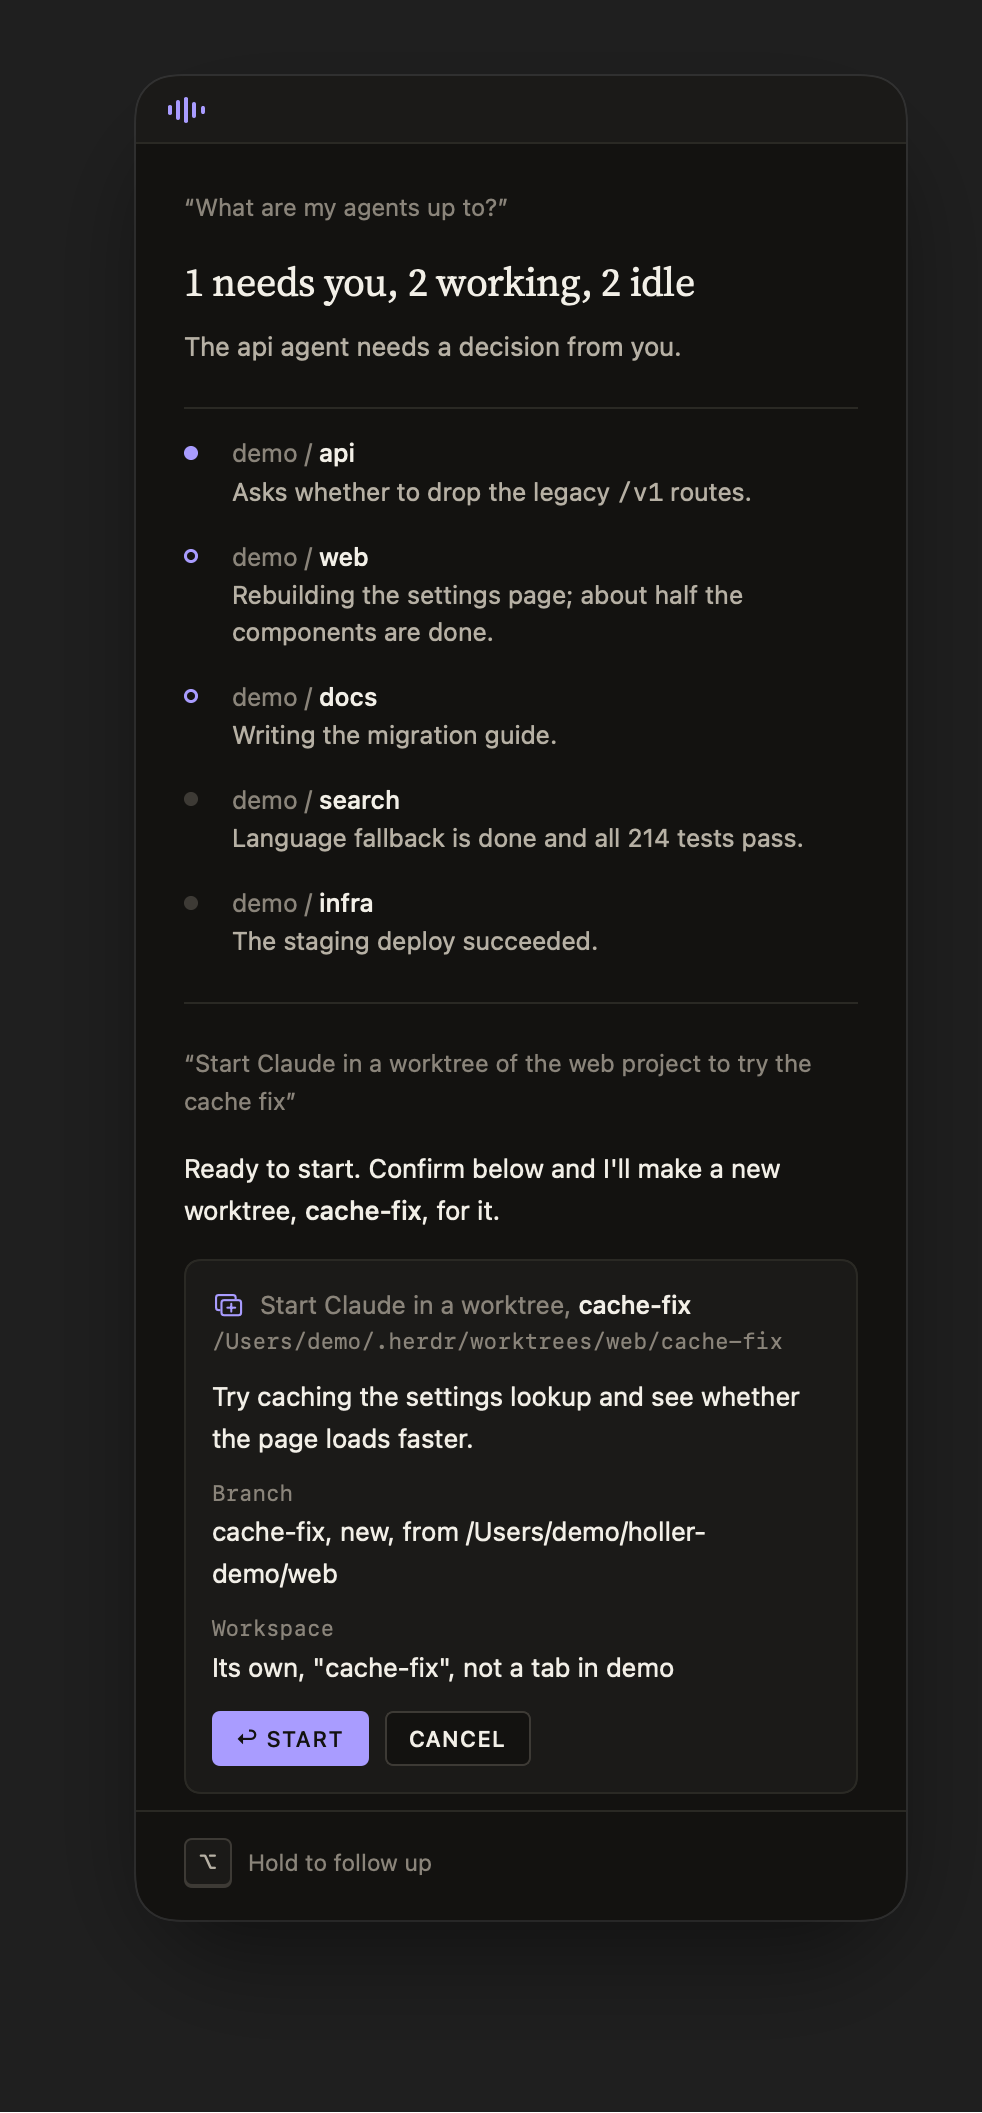 “What are my agents up to?”
1 needs you, 2 working, 2 idle
The api agent needs a decision from you.
demo / api
Asks whether to drop the legacy /v1 routes.
demo / web
Rebuilding the settings page; about half the
components are done.
demo / docs
Writing the migration guide.
demo / search
Language fallback is done and all 214 tests pass.
demo / infra
The staging deploy succeeded.
“Start Claude in a worktree of the web project to try the
cache fix”
Ready to start. Confirm below and I'll make a new
worktree, cache-fix, for it.
Start Claude in a worktree, cache-fix
/Users/demo/.herdr/worktrees/web/cache-fix
Try caching the settings lookup and see whether
the page loads faster.
Branch
cache-fix, new, from /Users/demo/holler-
demo/web
Workspace
Its own, "cache-fix", not a tab in demo
↩ START
CANCEL
⌥ Hold to follow up